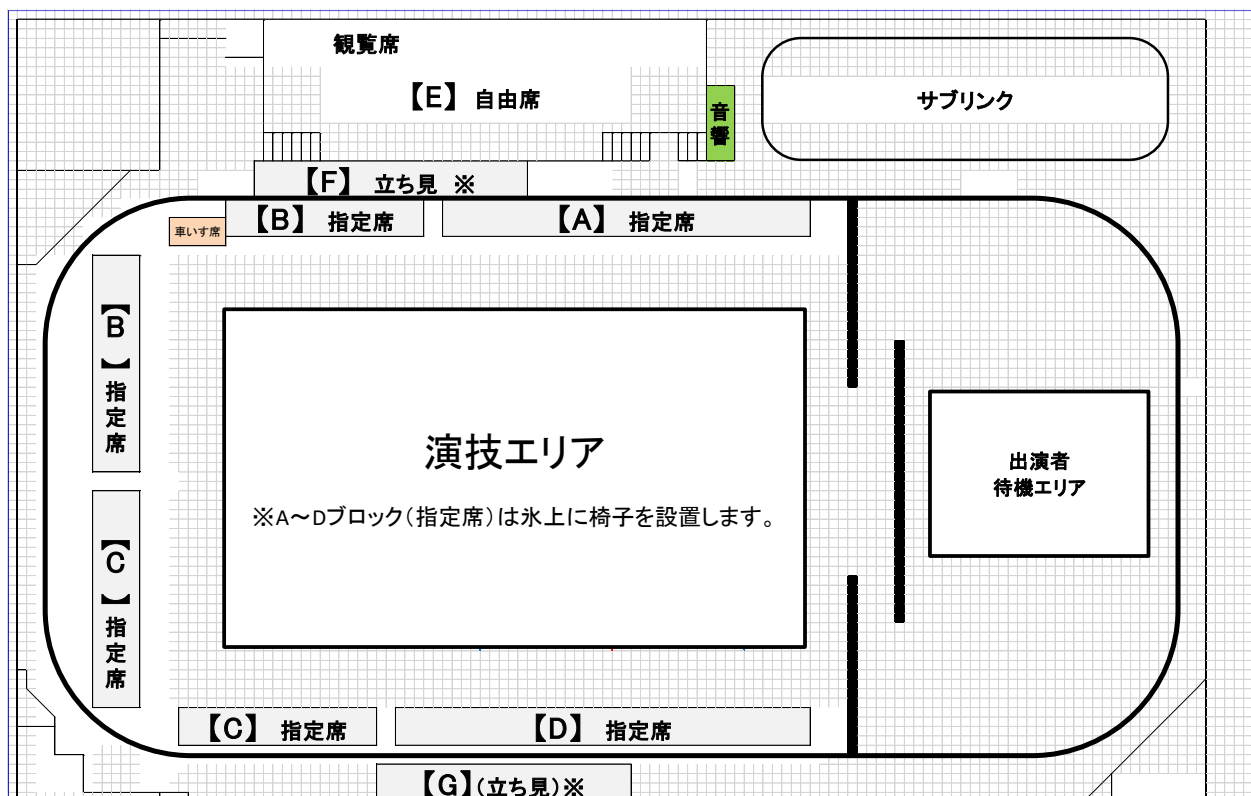 観覧席
【E】 自由席
音響
サブリンク
【F】 立ち見 ※
車いす席
【B】 指定席
【A】 指定席
【B】指定席
演技エリア
※A～Dブロック（指定席）は氷上に椅子を設置します。
出演者
待機エリア
【C】指定席
【C】 指定席
【D】 指定席
【G】(立ち見)※